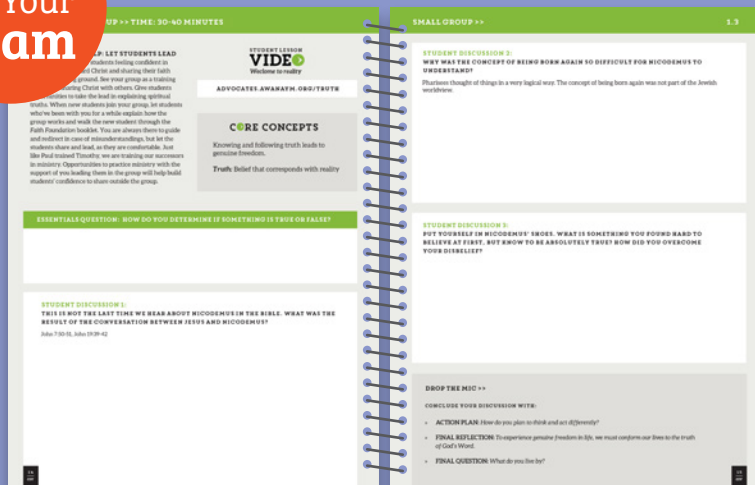 Your
am
UP >> TIME: 30-40 MINUTES
LP: LET STUDENTS LEAD
students feeling confident in
Christ and sharing their faith
ground. See your group as a training
sharing Christ with others. Give students
to take the lead in explaining spiritual
truths. When new students join your group, let students
who've been with you for a while explain how the
group works and walk the new student through the
Faith Foundation booklet. You are always there to guide
and redirect in case of misunderstandings, but let the
students share and lead, as they are comfortable. Just
like Paul trained Timothy, we are training our successors
in ministry. Opportunities to practice ministry with the
support of you leading them in the group will help build
students' confidence to share outside the group.
STUDENT LESSON
VIDEO
Welcome to reality
ADVOCATES.AWANAYM.ORG/TRUTH
CORE CONCEPTS
Knowing and following truth leads to
genuine freedom.
Truth: Belief that corresponds with reality
ESSENTIALS QUESTION: HOW DO YOU DETERMINE IF SOMETHING IS TRUE OR FALSE?
STUDENT DISCUSSION 1:
THIS IS NOT THE LAST TIME WE HEAR ABOUT NICODEMUS IN THE BIBLE. WHAT WAS THE
RESULT OF THE CONVERSATION BETWEEN JESUS AND NICODEMUS?
John 7:50-51, John 19:39-42
SMALL GROUP >>
1.3
STUDENT DISCUSSION 2:
WHY WAS THE CONCEPT OF BEING BORN AGAIN SO DIFFICULT FOR NICODEMUS TO
UNDERSTAND?
Pharisees thought of things in a very logical way. The concept of being born again was not part of the Jewish
worldview.
STUDENT DISCUSSION 3:
PUT YOURSELF IN NICODEMUS' SHOES. WHAT IS SOMETHING YOU FOUND HARD TO
BELIEVE AT FIRST, BUT KNOW TO BE ABSOLUTELY TRUE? HOW DID YOU OVERCOME
YOUR DISBELIEF?
DROP THE MIC >>
CONCLUDE YOUR DISCUSSION WITH:
» ACTION PLAN: How do you plan to think and act differently?
» FINAL REFLECTION: To experience genuine freedom in life, we must conform our lives to the truth
of God's Word.
» FINAL QUESTION: What do you live by?